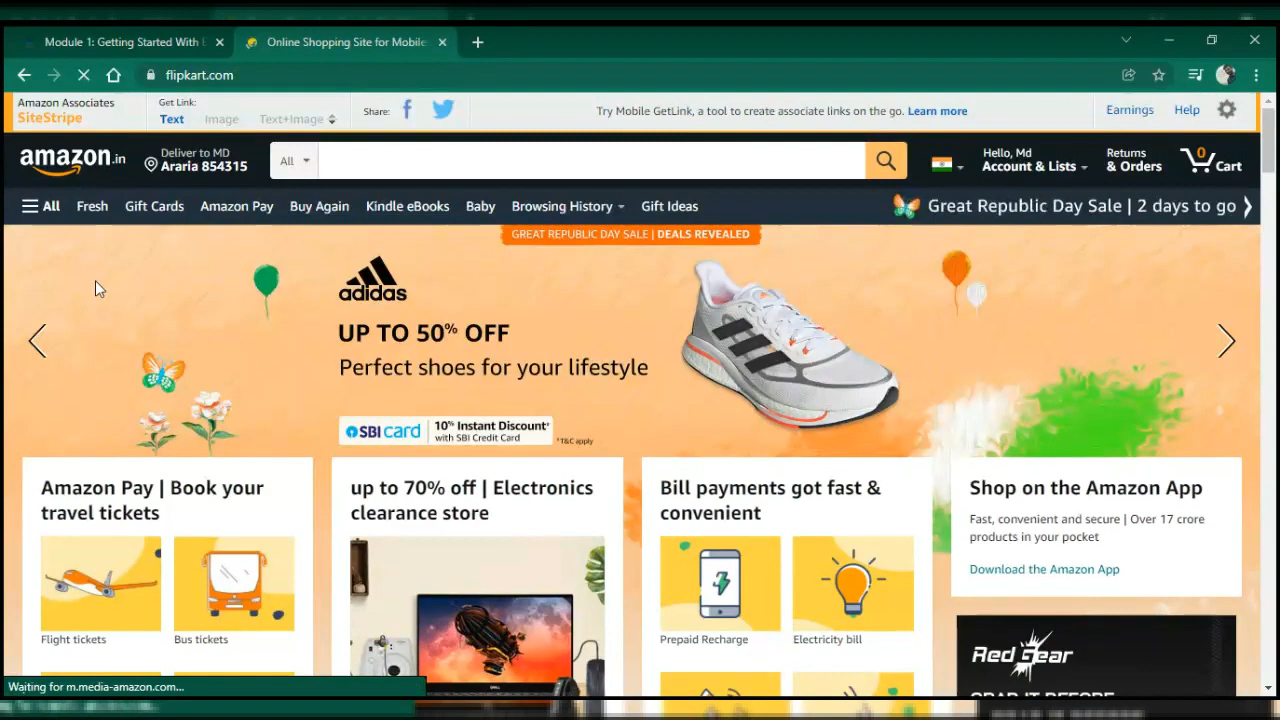 Module 1: Getting Started With E
Online Shopping Site for Mobile
flipkart.com
Amazon Associates
SiteStripe
Get Link:
Text
Image
Text+Image
Share:
Try Mobile GetLink, a tool to create associate links on the go. Learn more
Earnings
Help
amazon.in
Deliver to MD
Araria 854315
All
Hello, Md
Account & Lists
Returns
& Orders
0
Cart
All
Fresh
Gift Cards
Amazon Pay
Buy Again
Kindle eBooks
Baby
Browsing History
Gift Ideas
Great Republic Day Sale | 2 days to go
GREAT REPUBLIC DAY SALE | DEALS REVEALED
adidas
UP TO 50% OFF
Perfect shoes for your lifestyle
SBI card
10% Instant Discount*
with SBI Credit Card
*T&C apply
Amazon Pay | Book your
travel tickets
Flight tickets
Bus tickets
up to 70% off | Electronics
clearance store
DELL
Bill payments got fast &
convenient
Prepaid Recharge
Electricity bill
Shop on the Amazon App
Fast, convenient and secure | Over 17 crore
products in your pocket
Download the Amazon App
RedGear
GRAB IT BEFORE
Waiting for m.media-amazon.com...